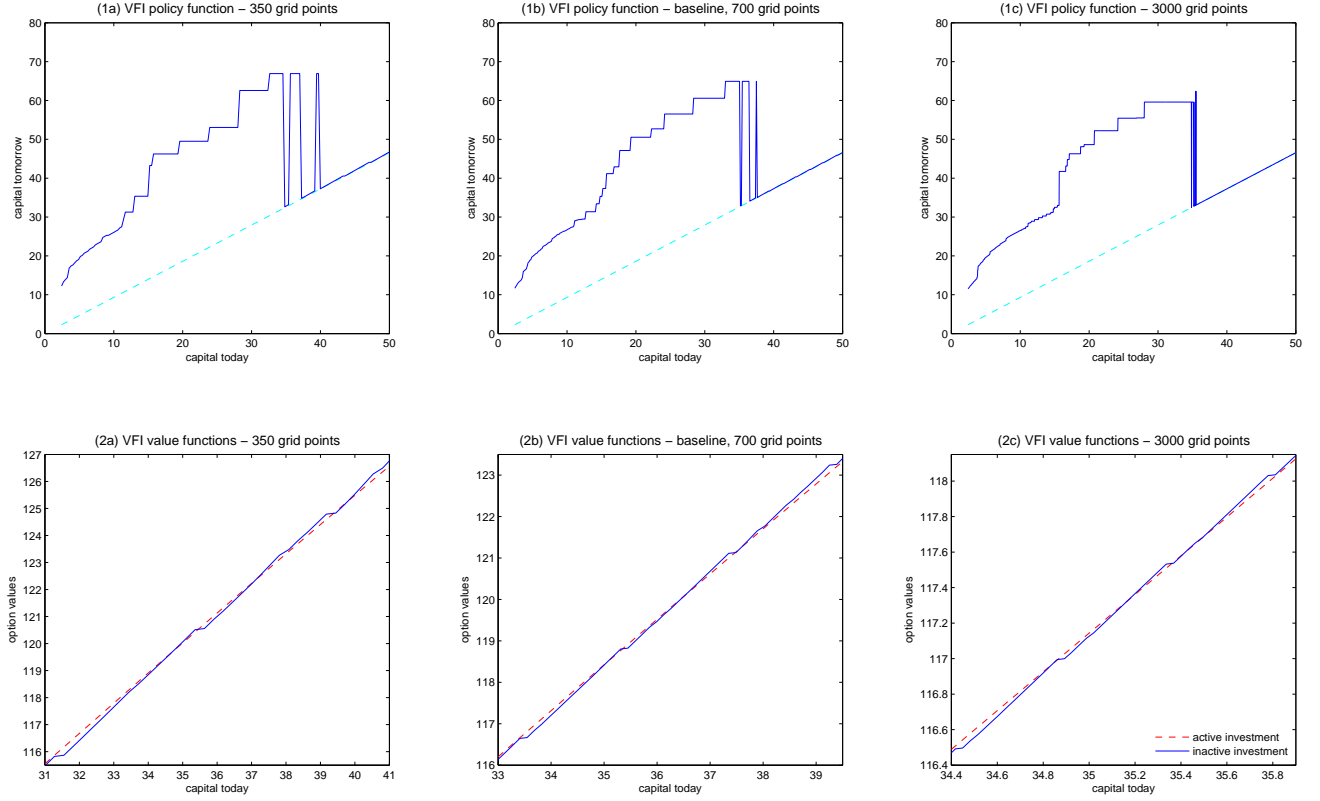 (1a) VFI policy function − 350 grid points
80
70
60
50
40
30
20
10
0
capital tomorrow
0 10 20 30 40 50
capital today
(1b) VFI policy function − baseline, 700 grid points
80
70
60
50
40
30
20
10
0
0 10 20 30 40 50
capital today
(1c) VFI policy function − 3000 grid points
80
70
60
50
40
30
20
10
0
capital tomorrow
0 10 20 30 40 50
capital today
(2a) VFI value functions − 350 grid points
127
126
125
124
123
122
121
120
119
118
117
116
option values
31 32 33 34 35 36 37 38 39 40 41
capital today
(2b) VFI value functions − baseline, 700 grid points
123
122
121
120
119
118
117
116
option values
33 34 35 36 37 38 39
capital today
(2c) VFI value functions − 3000 grid points
118
117.8
117.6
117.4
117.2
117
116.8
116.6
116.4
option values
34.4 34.6 34.8 35 35.2 35.4 35.6 35.8
capital today
active investment
inactive investment